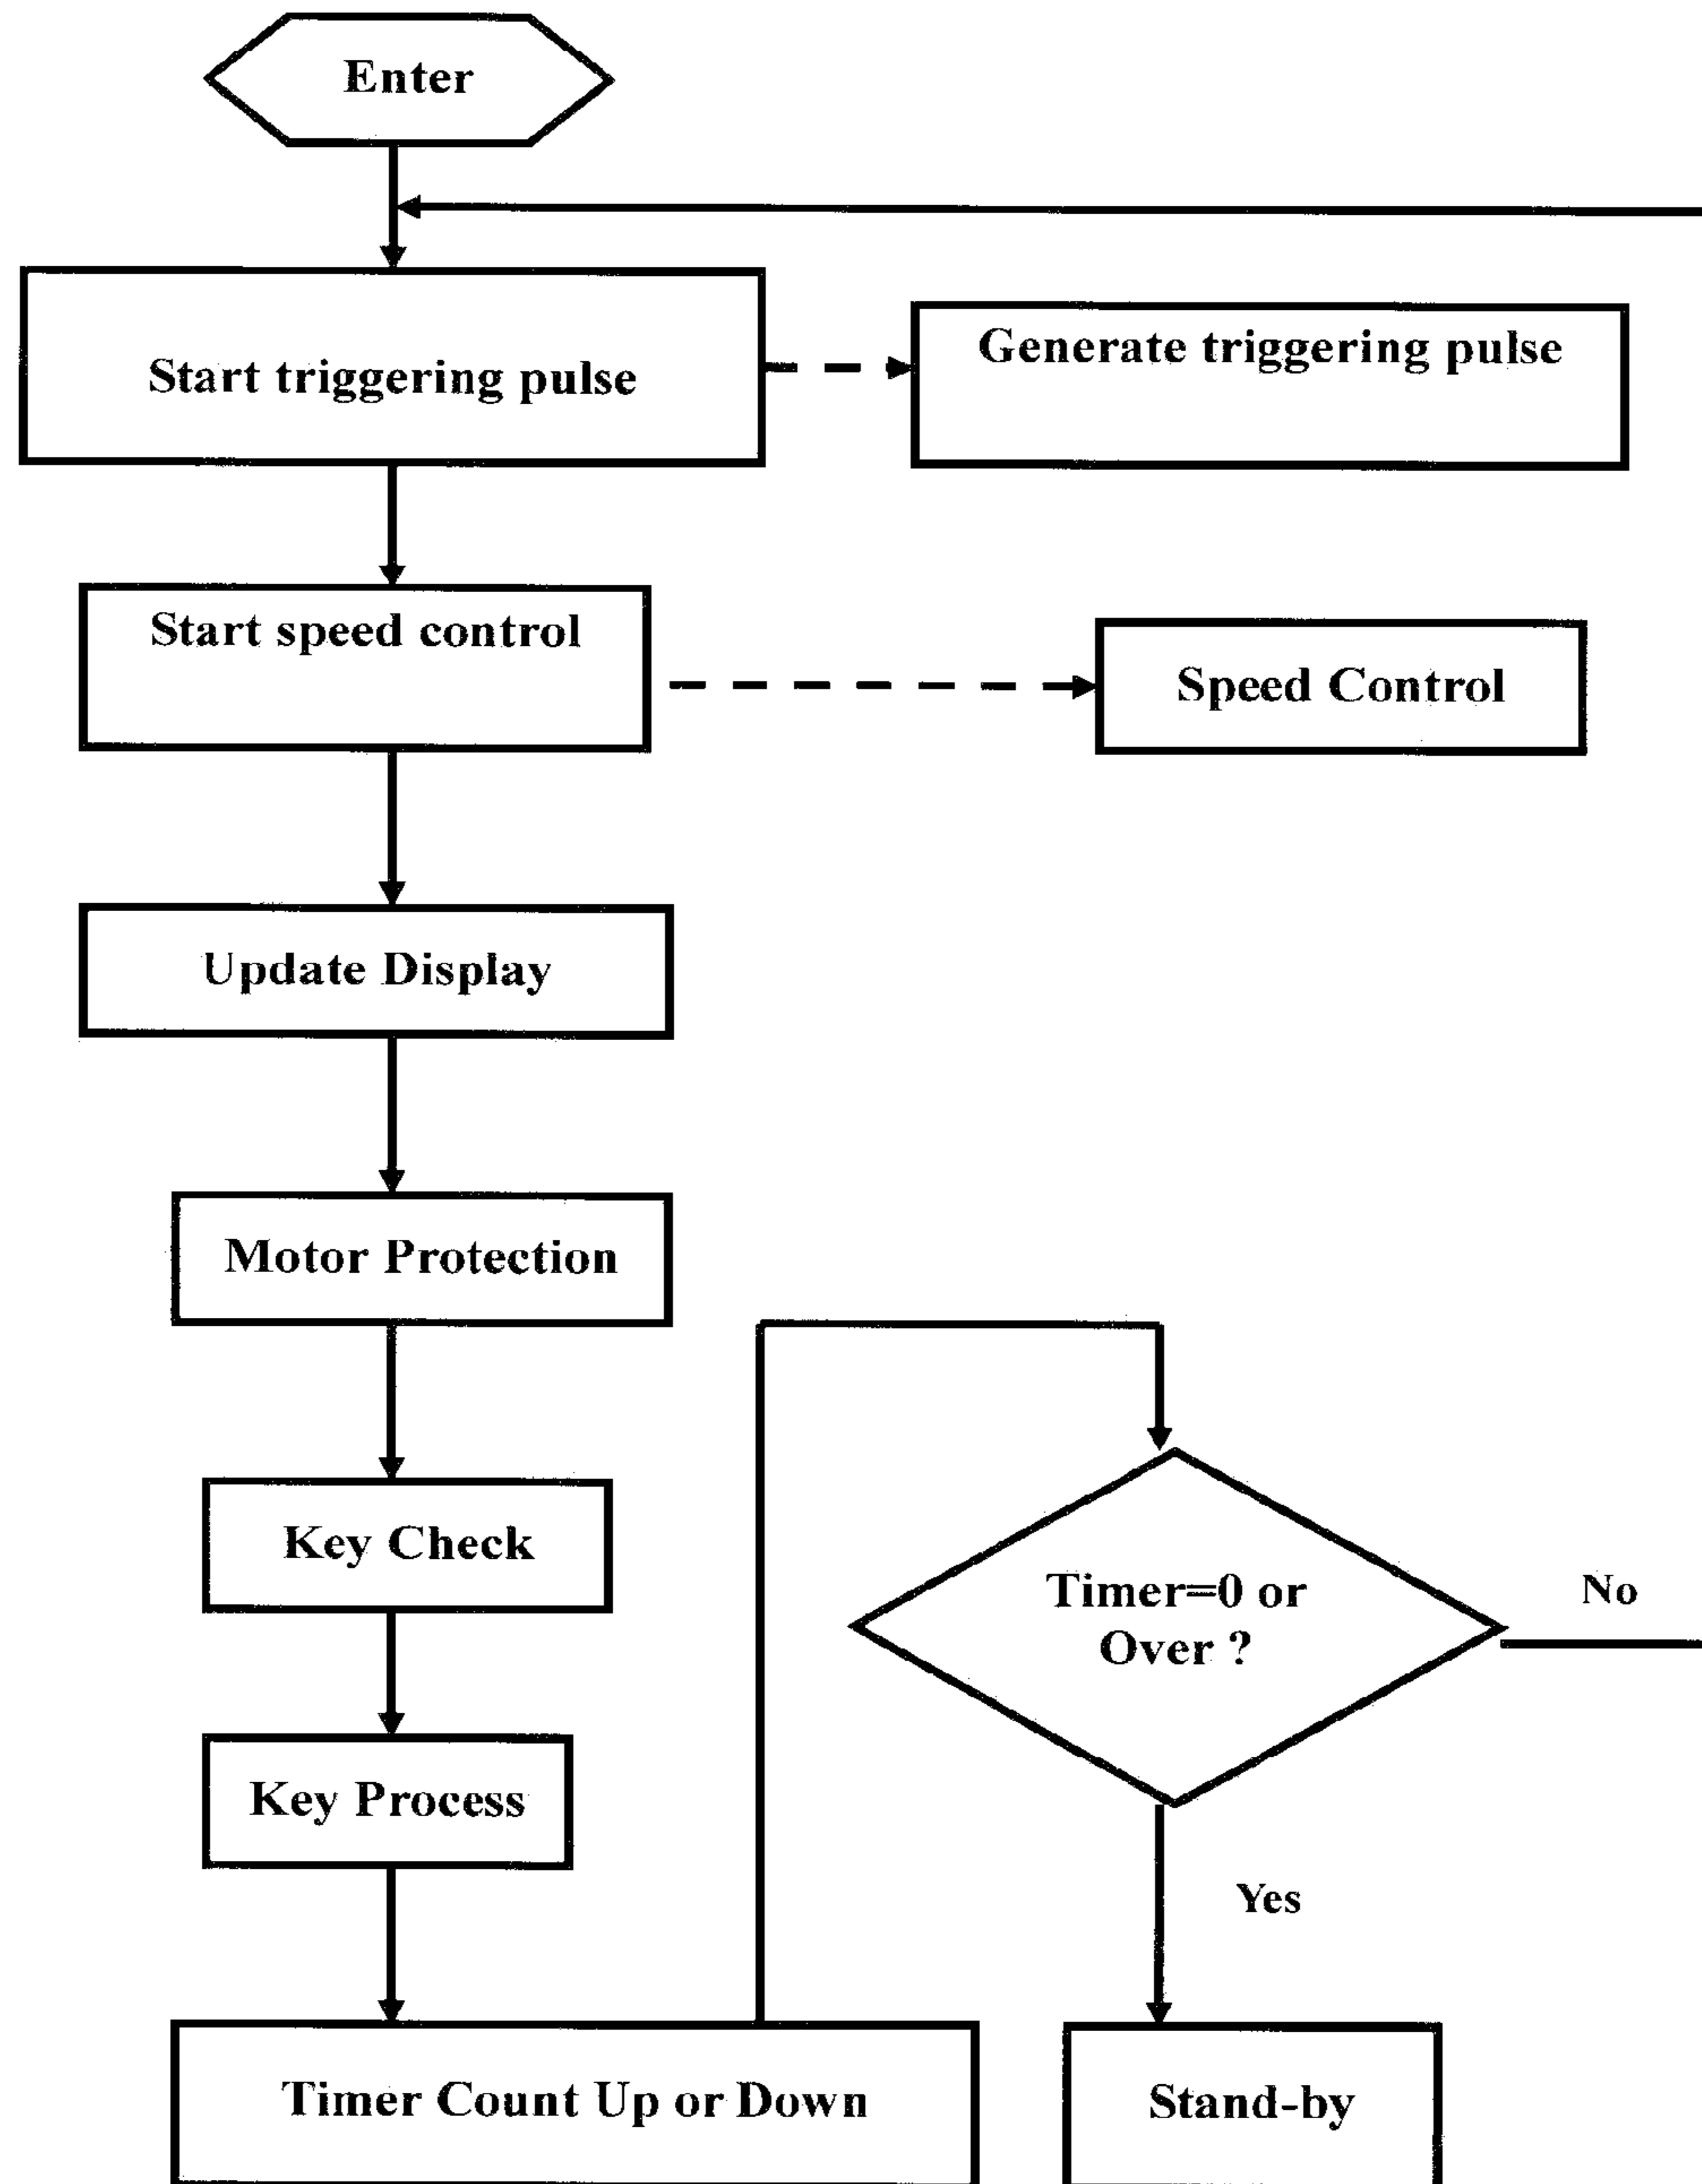 Enter
Start triggering pulse
Generate triggering pulse
Start speed control
Speed Control
Update Display
Motor Protection
Key Check
Key Process
Timer Count Up or Down
Timer=0 or
Over ?
No
Yes
Stand-by